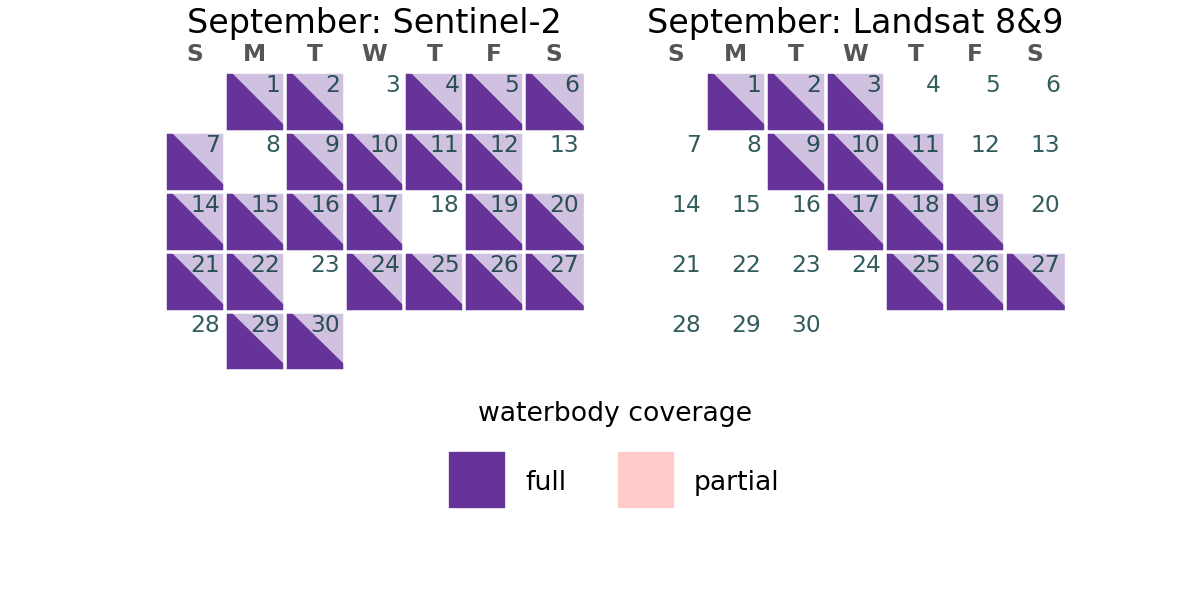 September: Sentinel-2
S M T W T F S
1 2 3 4 5 6
7 8 9 10 11 12 13
14 15 16 17 18 19 20
21 22 23 24 25 26 27
28 29 30
September: Landsat 8&9
S M T W T F S
1 2 3 4 5 6
7 8 9 10 11 12 13
14 15 16 17 18 19 20
21 22 23 24 25 26 27
28 29 30
waterbody coverage
full
partial